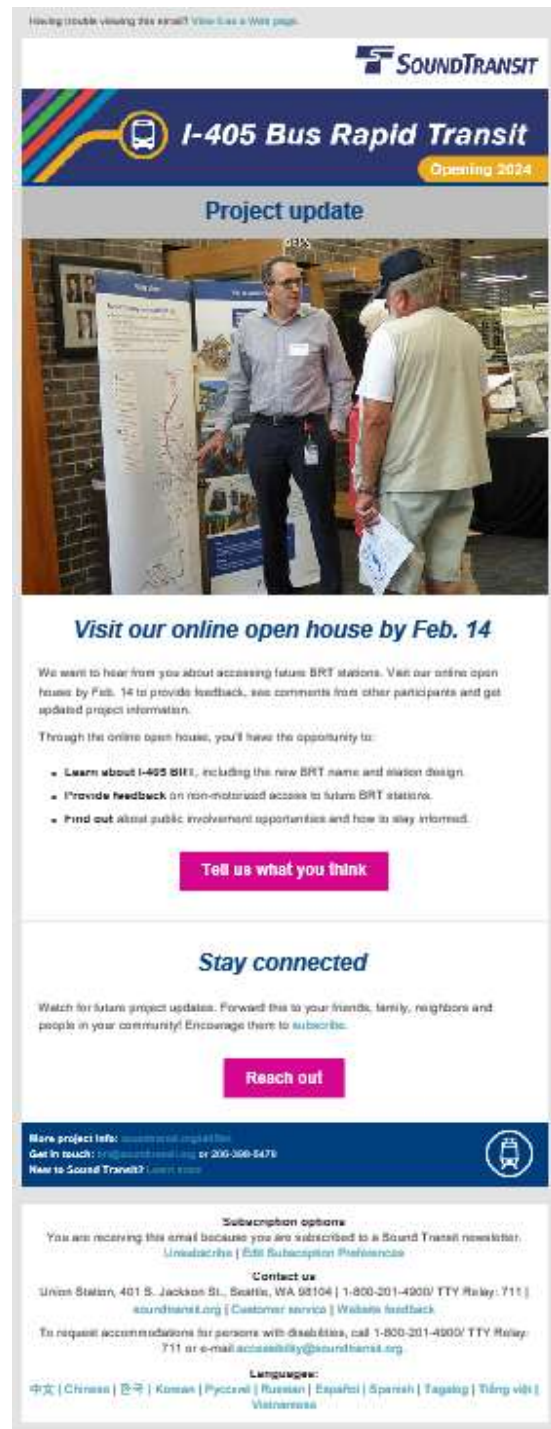 Having trouble viewing this email? View it as a Web page.
SOUNDTRANSIT
I-405 Bus Rapid Transit
Opening 2024
Project update
Visit our online open house by Feb. 14
We want to hear from you about accessing future BRT stations. Visit our online open
house by Feb. 14 to provide feedback, see comments from other participants and get
updated project information.
Through the online open house, you'll have the opportunity to:
• Learn about I-405 BRT, including the new BRT name and station design.
• Provide feedback on non-motorized access to future BRT stations.
• Find out about public involvement opportunities and how to stay informed.
Tell us what you think
Stay connected
Watch for future project updates. Forward this to your friends, family, neighbors and
people in your community! Encourage them to subscribe.
Reach out
More project info:
Get in touch: or 206-398-5470
New to Sound Transit? Learn more
Subscription options
You are receiving this email because you are subscribed to a Sound Transit newsletter.
Unsubscribe | Edit Subscription Preferences
Contact us
Union Station, 401 S. Jackson St., Seattle, WA 98104 | 1-800-201-4900/ TTY Relay: 711 |
soundtransit.org | Customer service | Website feedback
To request accommodations for persons with disabilities, call 1-800-201-4900/ TTY Relay:
711 or e-mail accessibility@soundtransit.org
Languages:
中文 | Chinese | 한국 | Korean | Русский | Russian | Español | Spanish | Tagalog | Tiếng việt |
Vietnamese